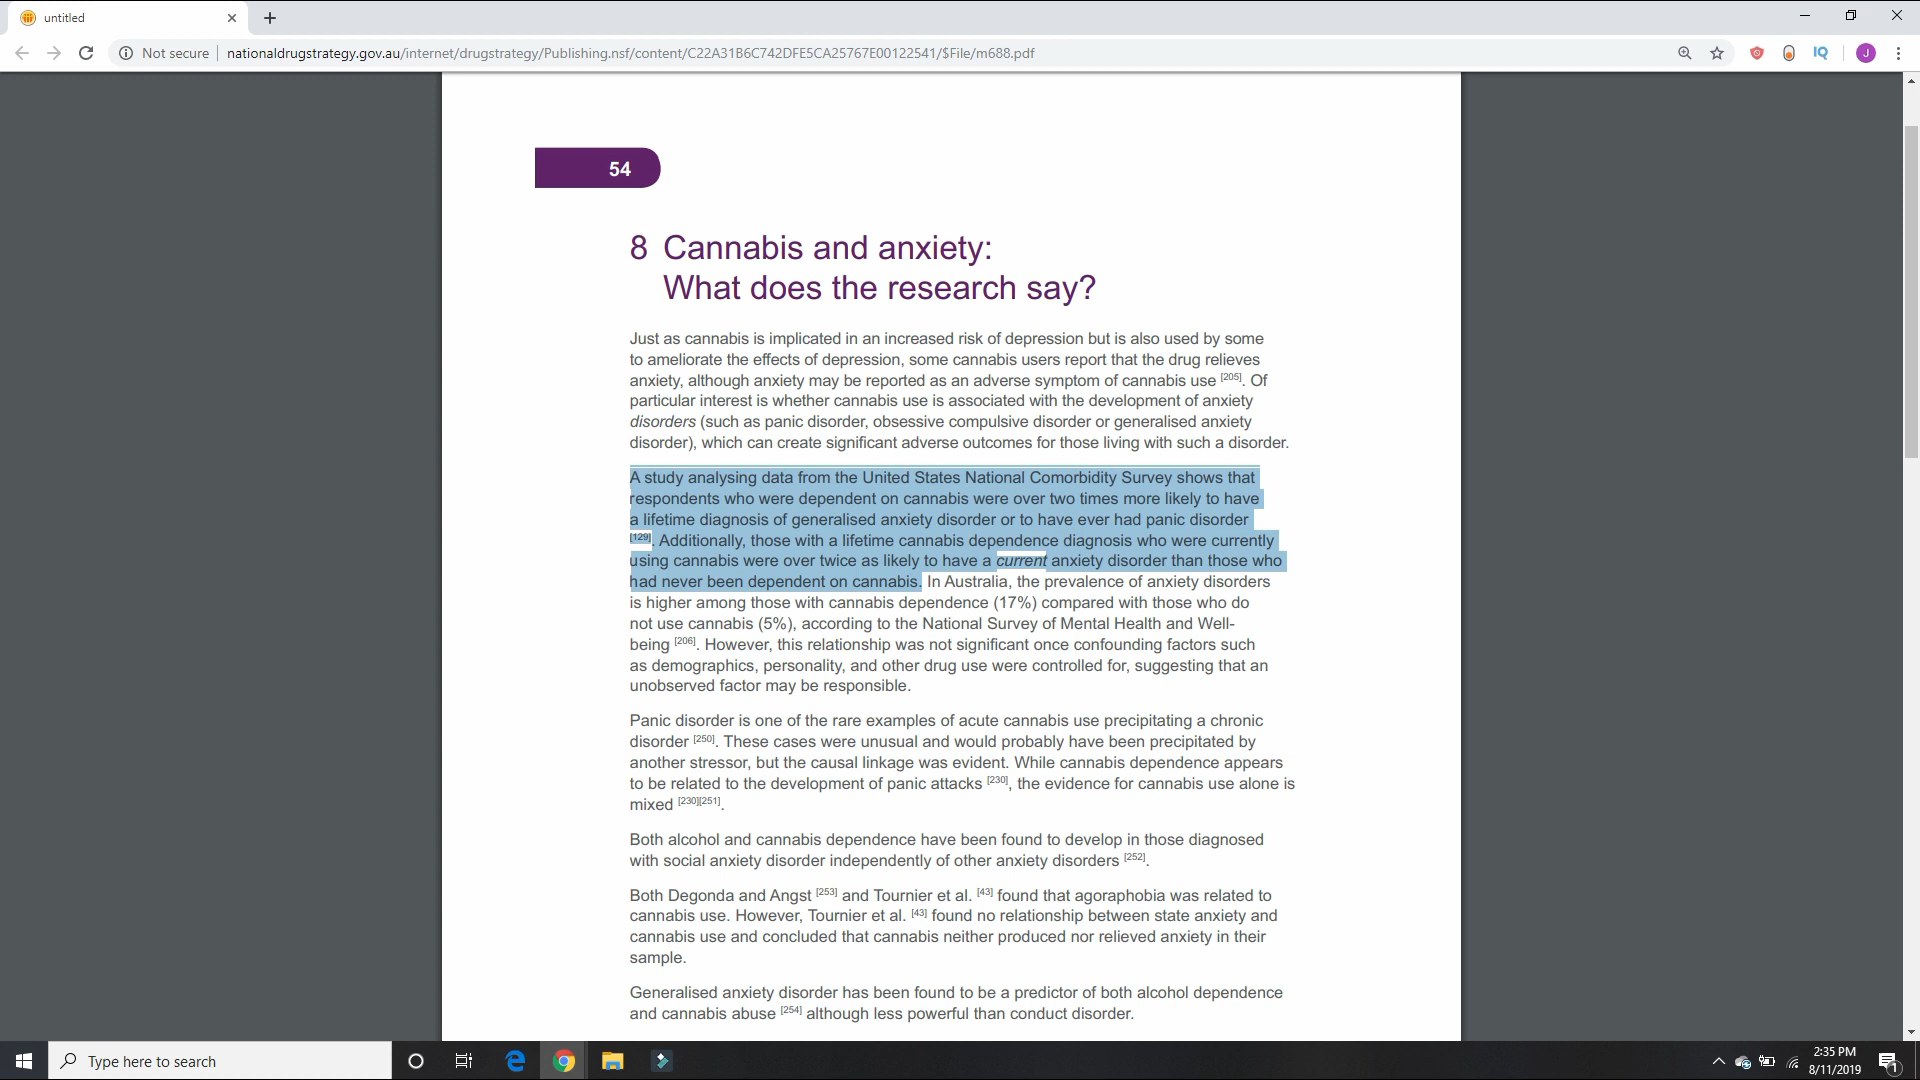 untitled
Not secure
nationaldrugstrategy.gov.au/internet/drugstrategy/Publishing.nsf/content/C22A31B6C742DFE5CA25767E00122541/$File/m688.pdf
IQ
J
54
8 Cannabis and anxiety:
What does the research say?
Just as cannabis is implicated in an increased risk of depression but is also used by some
to ameliorate the effects of depression, some cannabis users report that the drug relieves
anxiety, although anxiety may be reported as an adverse symptom of cannabis use [205]. Of
particular interest is whether cannabis use is associated with the development of anxiety
disorders (such as panic disorder, obsessive compulsive disorder or generalised anxiety
disorder), which can create significant adverse outcomes for those living with such a disorder.
A study analysing data from the United States National Comorbidity Survey shows that
respondents who were dependent on cannabis were over two times more likely to have
a lifetime diagnosis of generalised anxiety disorder or to have ever had panic disorder
[129]. Additionally, those with a lifetime cannabis dependence diagnosis who were currently
using cannabis were over twice as likely to have a current anxiety disorder than those who
had never been dependent on cannabis. In Australia, the prevalence of anxiety disorders
is higher among those with cannabis dependence (17%) compared with those who do
not use cannabis (5%), according to the National Survey of Mental Health and Well-
being [206]. However, this relationship was not significant once confounding factors such
as demographics, personality, and other drug use were controlled for, suggesting that an
unobserved factor may be responsible.
Panic disorder is one of the rare examples of acute cannabis use precipitating a chronic
disorder [250]. These cases were unusual and would probably have been precipitated by
another stressor, but the causal linkage was evident. While cannabis dependence appears
to be related to the development of panic attacks [230], the evidence for cannabis use alone is
mixed [230][251].
Both alcohol and cannabis dependence have been found to develop in those diagnosed
with social anxiety disorder independently of other anxiety disorders [252].
Both Degonda and Angst [253] and Tournier et al. [43] found that agoraphobia was related to
cannabis use. However, Tournier et al. [43] found no relationship between state anxiety and
cannabis use and concluded that cannabis neither produced nor relieved anxiety in their
sample.
Generalised anxiety disorder has been found to be a predictor of both alcohol dependence
and cannabis abuse [254] although less powerful than conduct disorder.
Type here to search
2:35 PM
8/11/2019
1